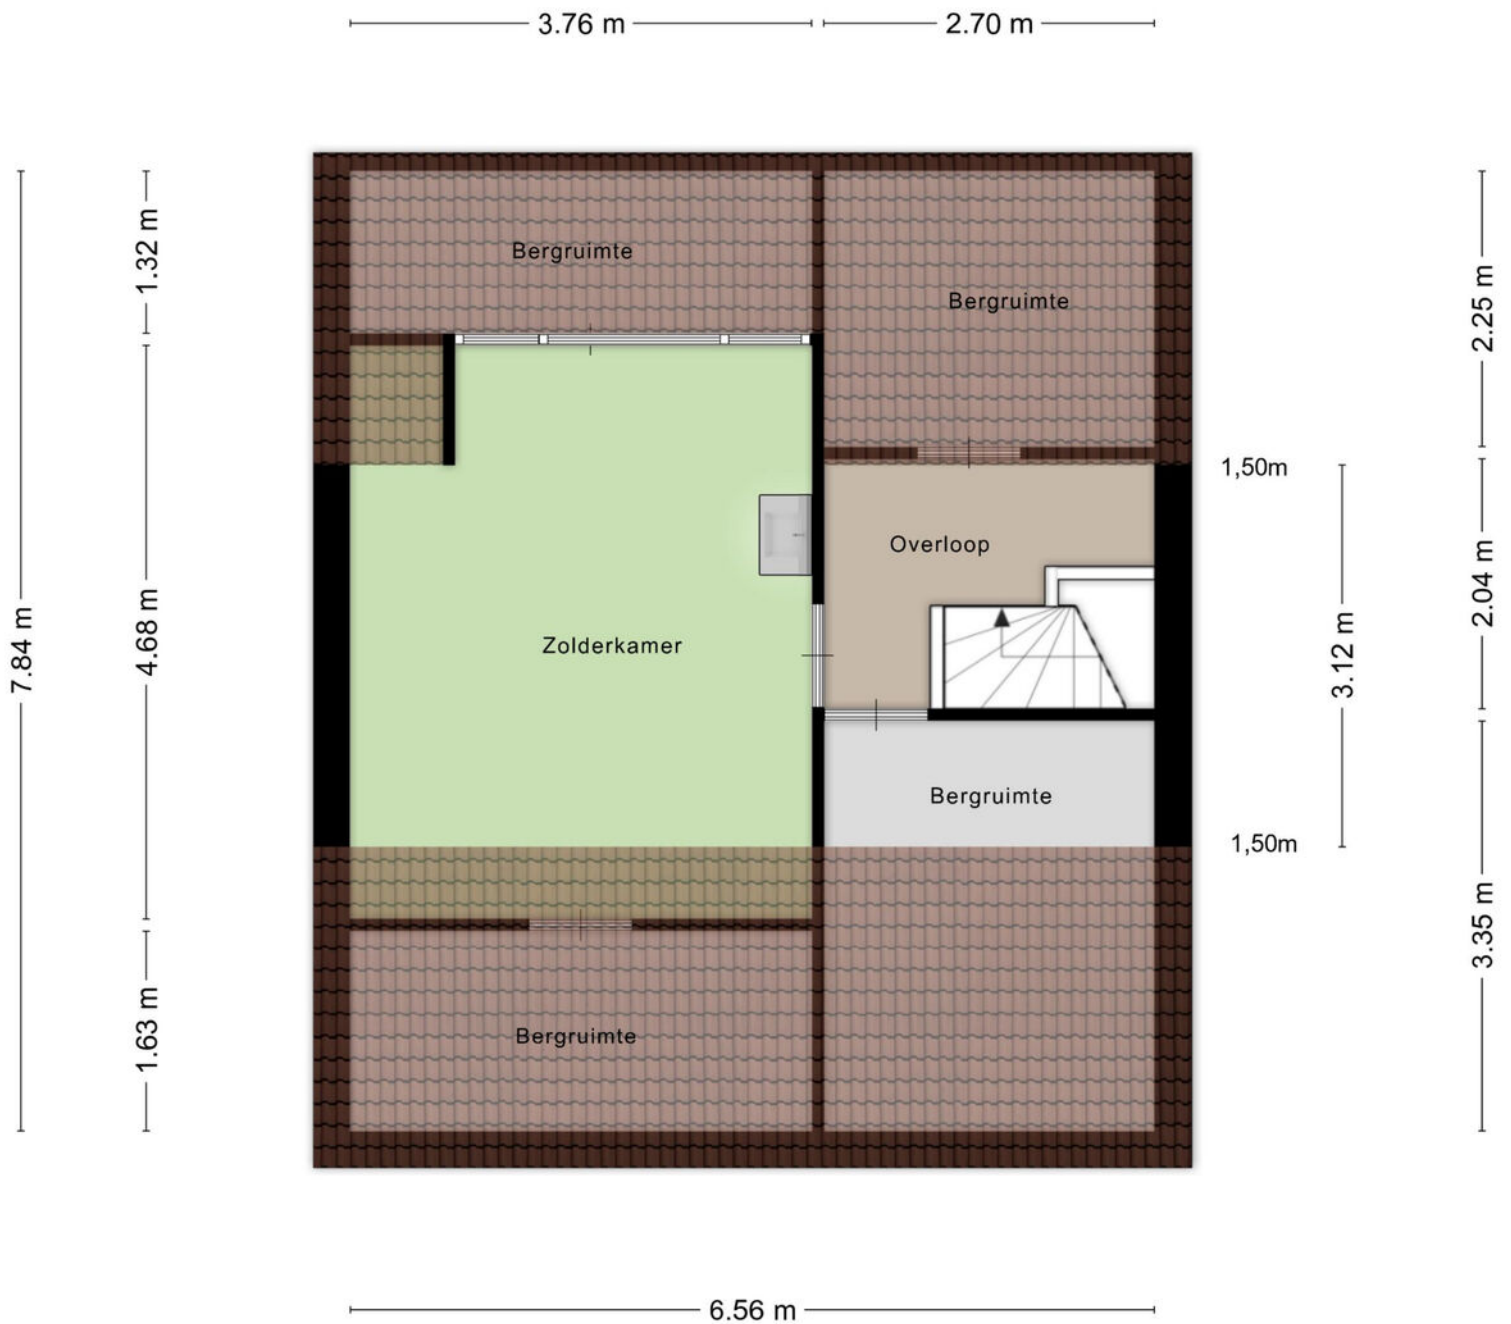 3.76 m
2.70 m
1.32 m
Bergruimte
Bergruimte
2.25 m
1,50m
Overloop
2.04 m
4.68 m
7.84 m
Zolderkamer
3.12 m
Bergruimte
1,50m
3.35 m
1.63 m
Bergruimte
6.56 m